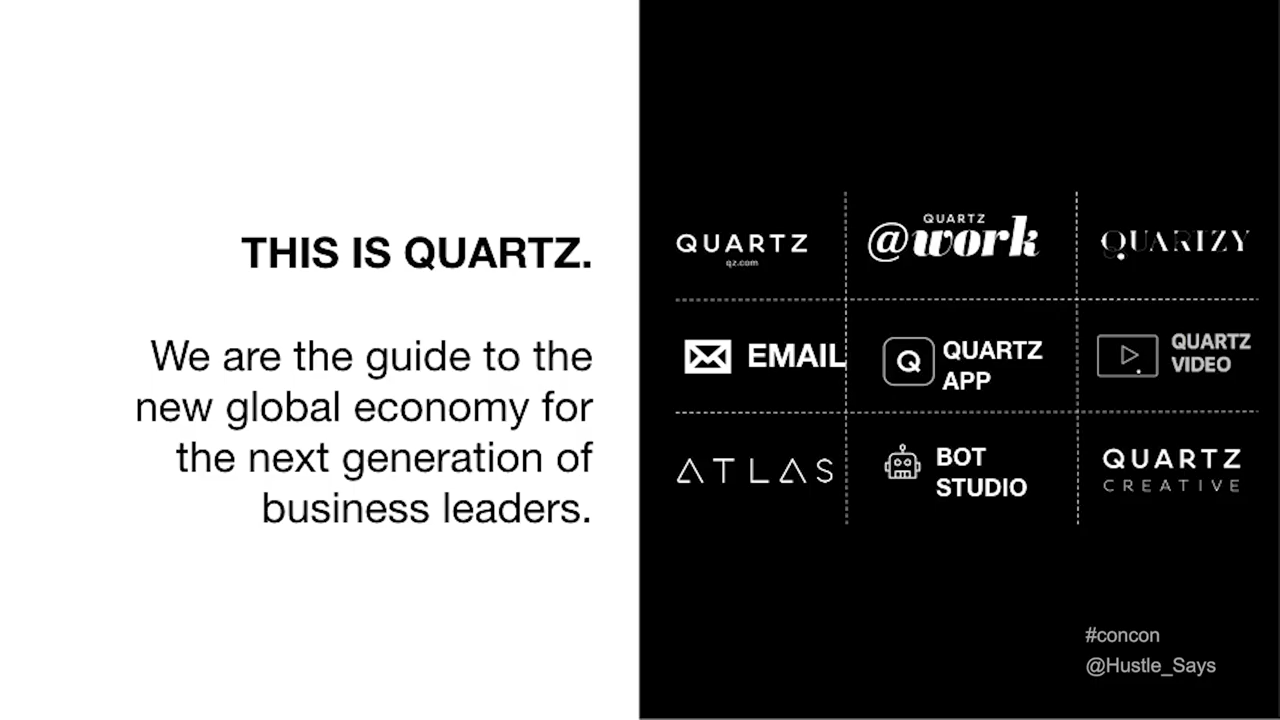 THIS IS QUARTZ.
We are the guide to the
new global economy for
the next generation of
business leaders.
QUARTZ
qz.com
QUARTZ
@work
QUARTZY
EMAIL
Q
QUARTZ
APP
QUARTZ
VIDEO
ATLAS
BOT
STUDIO
QUARTZ
CREATIVE
#concon
@Hustle_Says